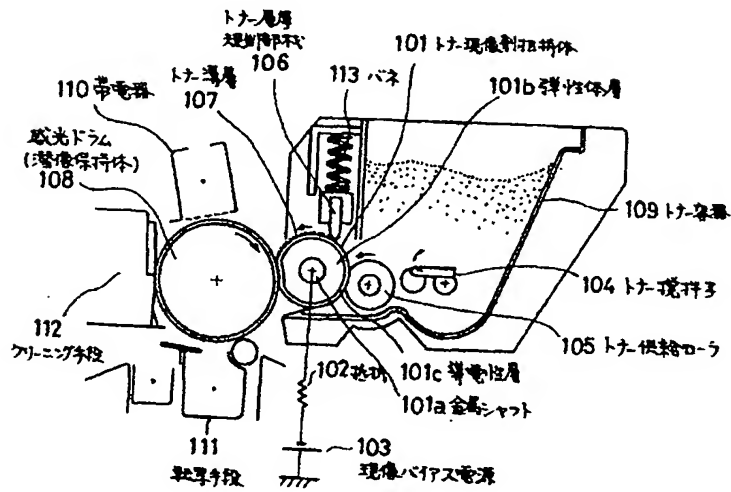 トナー層厚
規制部材
106
101 トナー現像剤担持体
トナー薄層
107
113 バネ
101b 弾性体層
110 帯電器
感光ドラム
(潜像保持体)
108
109 トナー容器
104 トナー撹拌子
112
クリーニング手段
105 トナー供給ローラ
102 抵抗
101c 導電性層
101a 金属シャフト
111
転写手段
103
現像バイアス電源